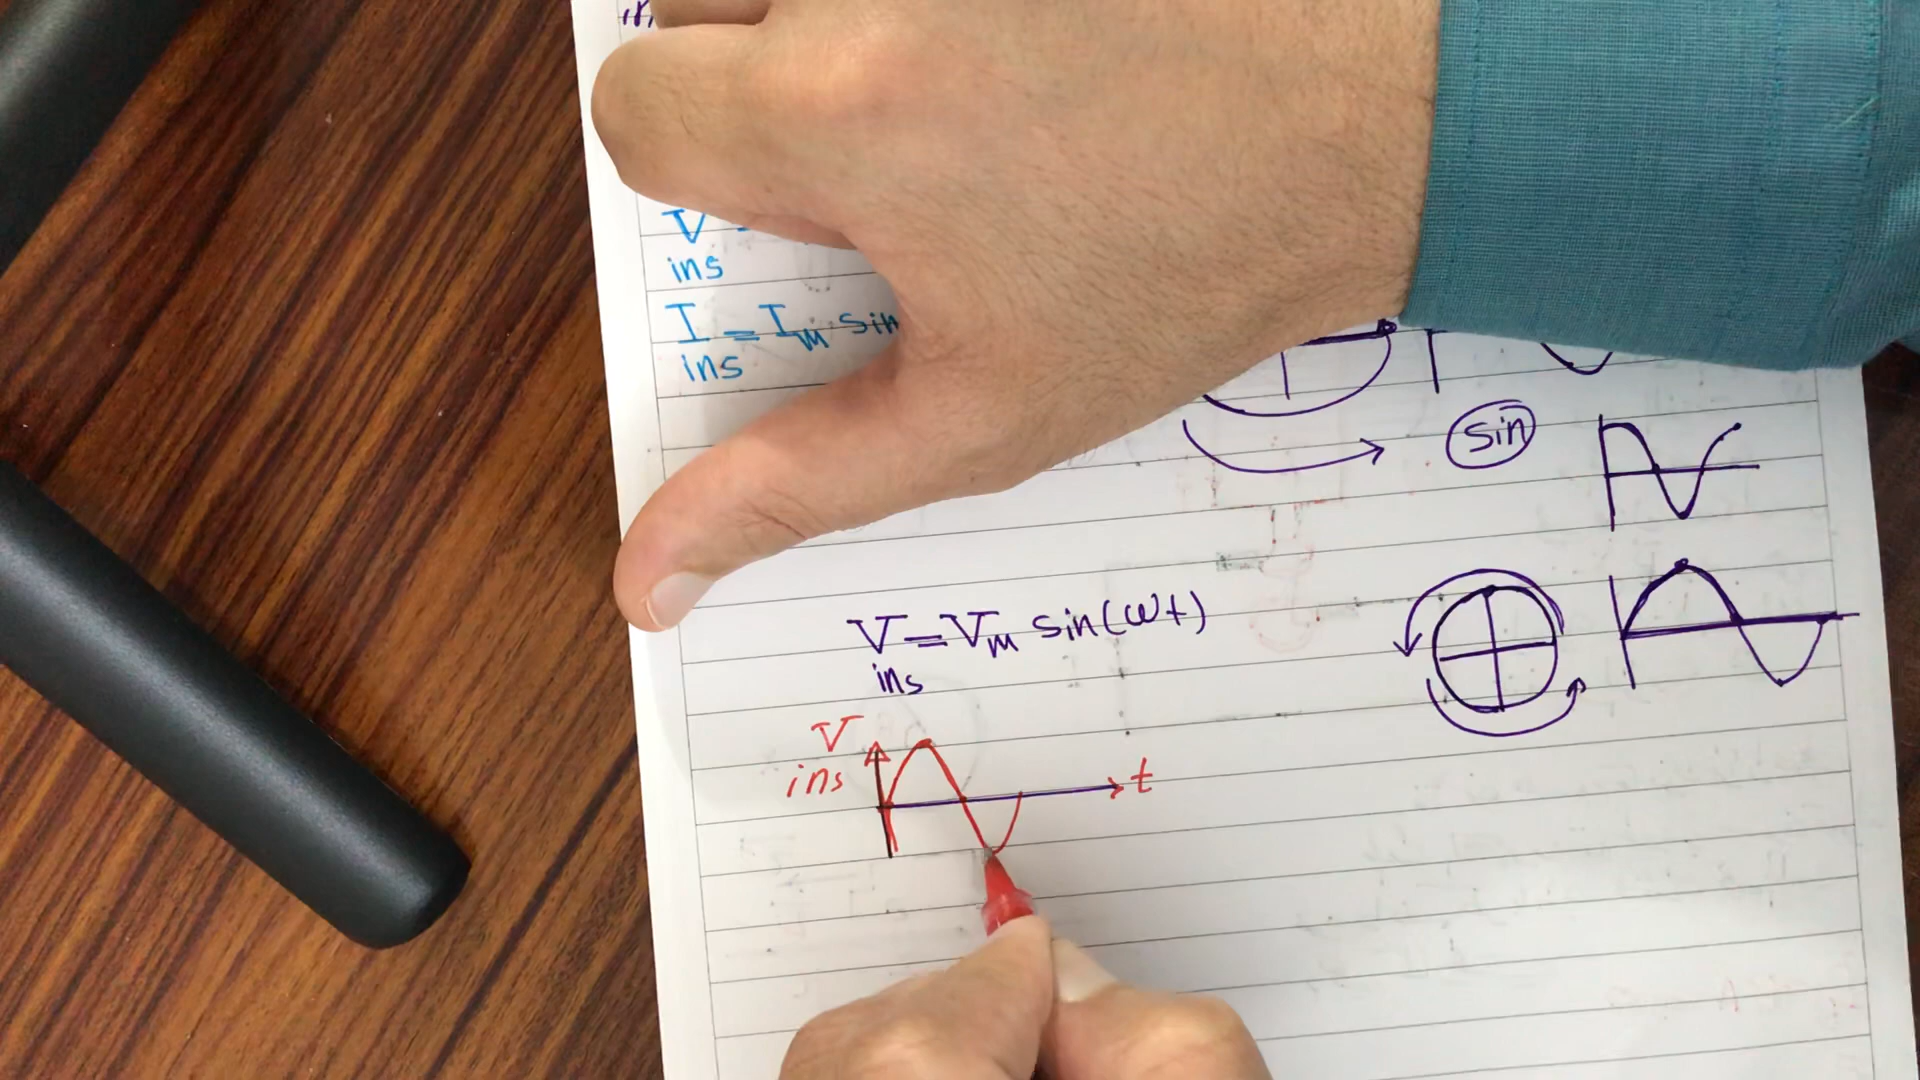 V
ins
I = Im sin
ins
sin
V = Vm sin(ωt)
ins
V
ins
t